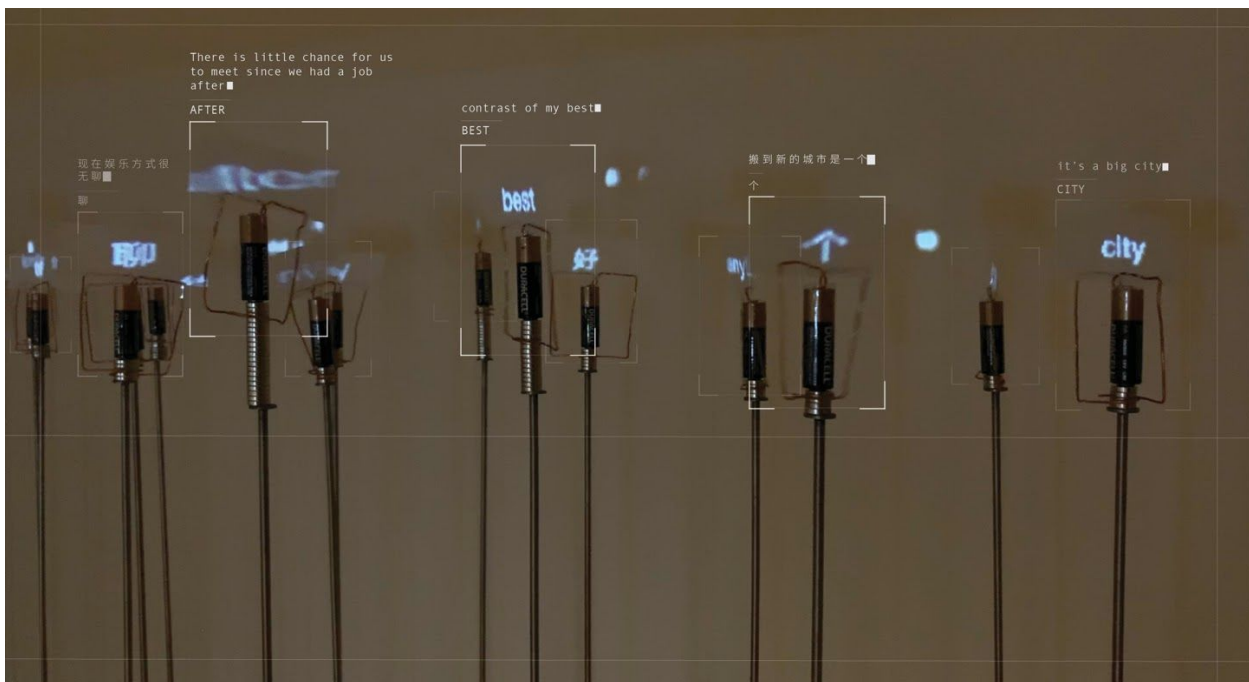 There is little chance for us
to meet since we had a job
after
AFTER
contrast of my best
BEST
现在娱乐方式很
无聊
聊
搬到新的城市是一个
个
it's a big city
CITY
best
聊
好
any
个
city
DURACELL
DURACELL
DURACELL